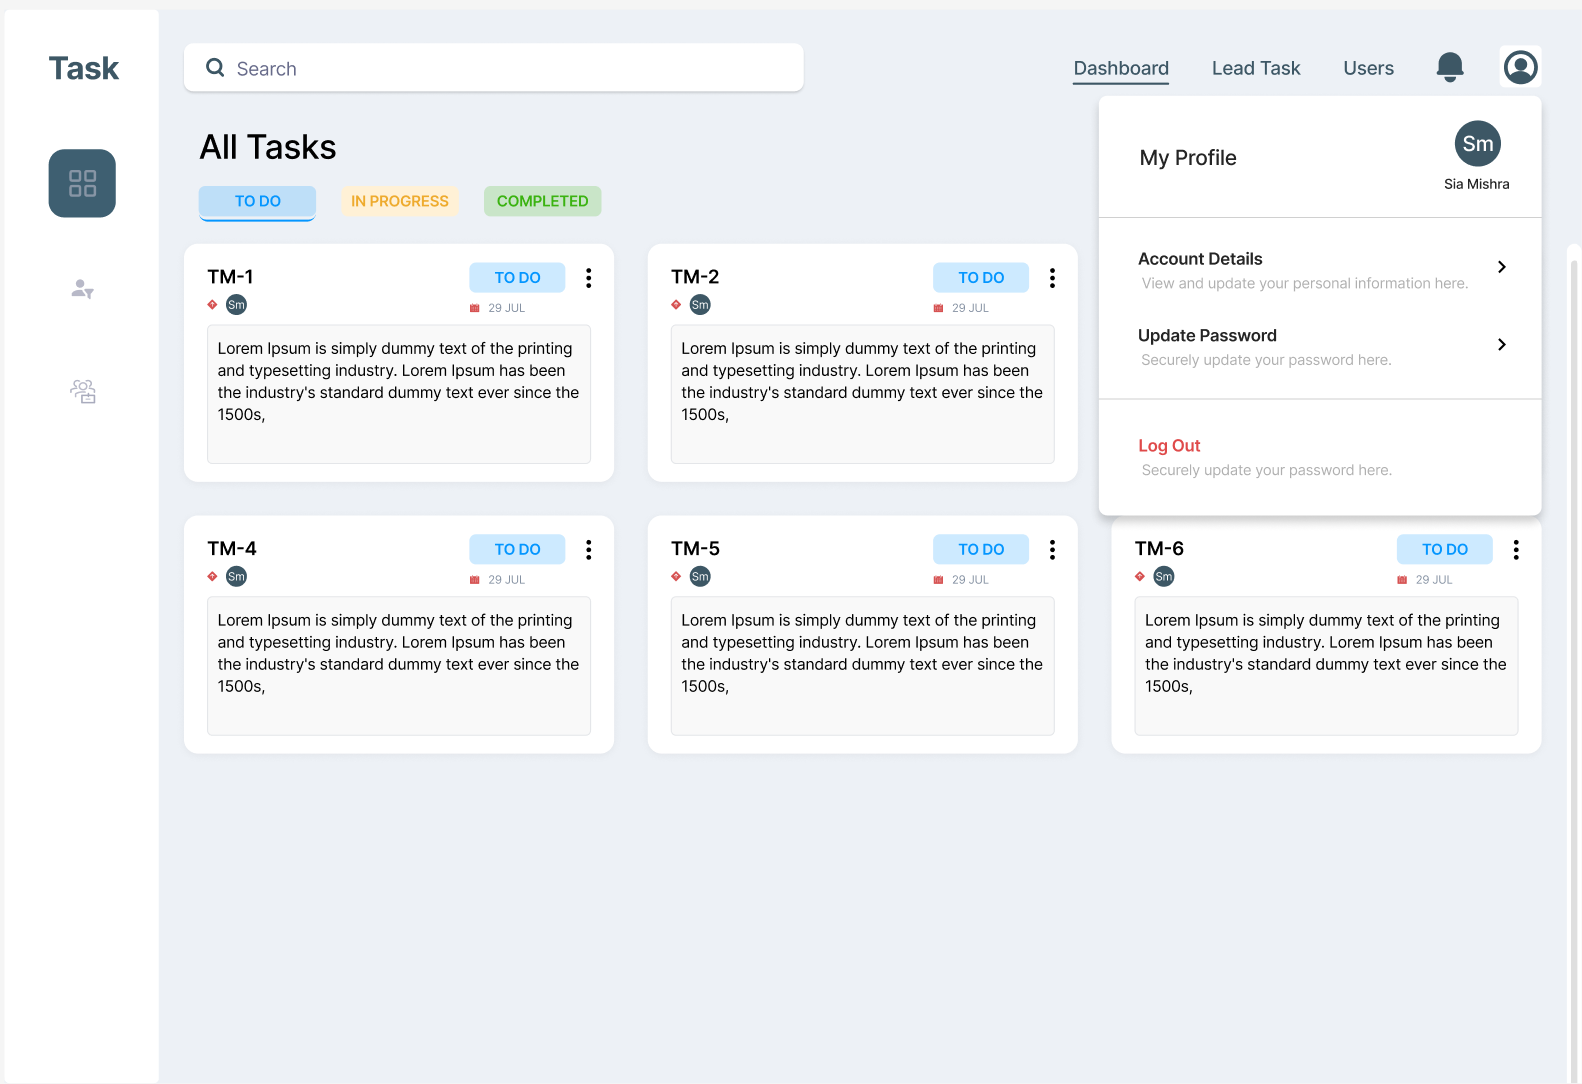 Task
Search
Dashboard
Lead Task
Users
All Tasks
TO DO
IN PROGRESS
COMPLETED
My Profile
Sm
Sia Mishra
Account Details
View and update your personal information here.
Update Password
Securely update your password here.
Log Out
Securely update your password here.
TM-1
TO DO
Sm
29 JUL
Lorem Ipsum is simply dummy text of the printing
and typesetting industry. Lorem Ipsum has been
the industry's standard dummy text ever since the
1500s,
TM-2
TO DO
Sm
29 JUL
Lorem Ipsum is simply dummy text of the printing
and typesetting industry. Lorem Ipsum has been
the industry's standard dummy text ever since the
1500s,
TM-4
TO DO
Sm
29 JUL
Lorem Ipsum is simply dummy text of the printing
and typesetting industry. Lorem Ipsum has been
the industry's standard dummy text ever since the
1500s,
TM-5
TO DO
Sm
29 JUL
Lorem Ipsum is simply dummy text of the printing
and typesetting industry. Lorem Ipsum has been
the industry's standard dummy text ever since the
1500s,
TM-6
TO DO
Sm
29 JUL
Lorem Ipsum is simply dummy text of the printing
and typesetting industry. Lorem Ipsum has been
the industry's standard dummy text ever since the
1500s,